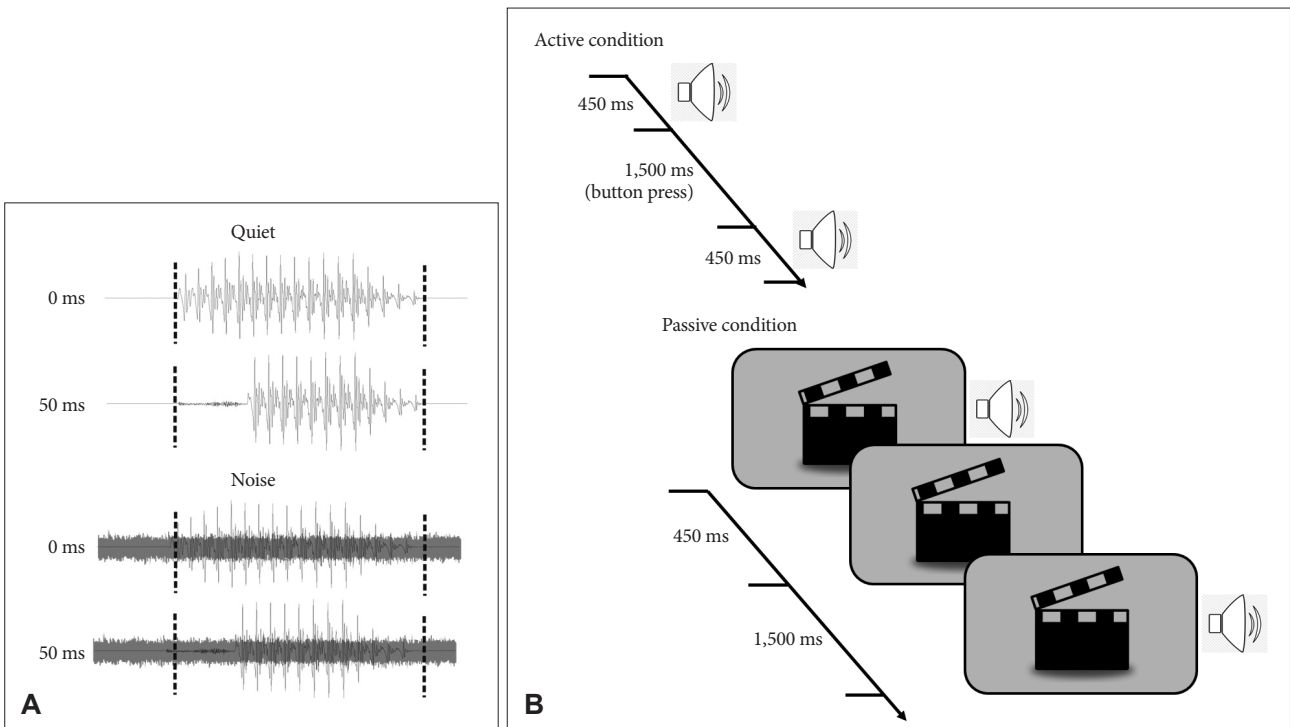 Quiet
0 ms
50 ms
Noise
0 ms
50 ms
A
Active condition
450 ms
1,500 ms
(button press)
450 ms
Passive condition
450 ms
1,500 ms
B